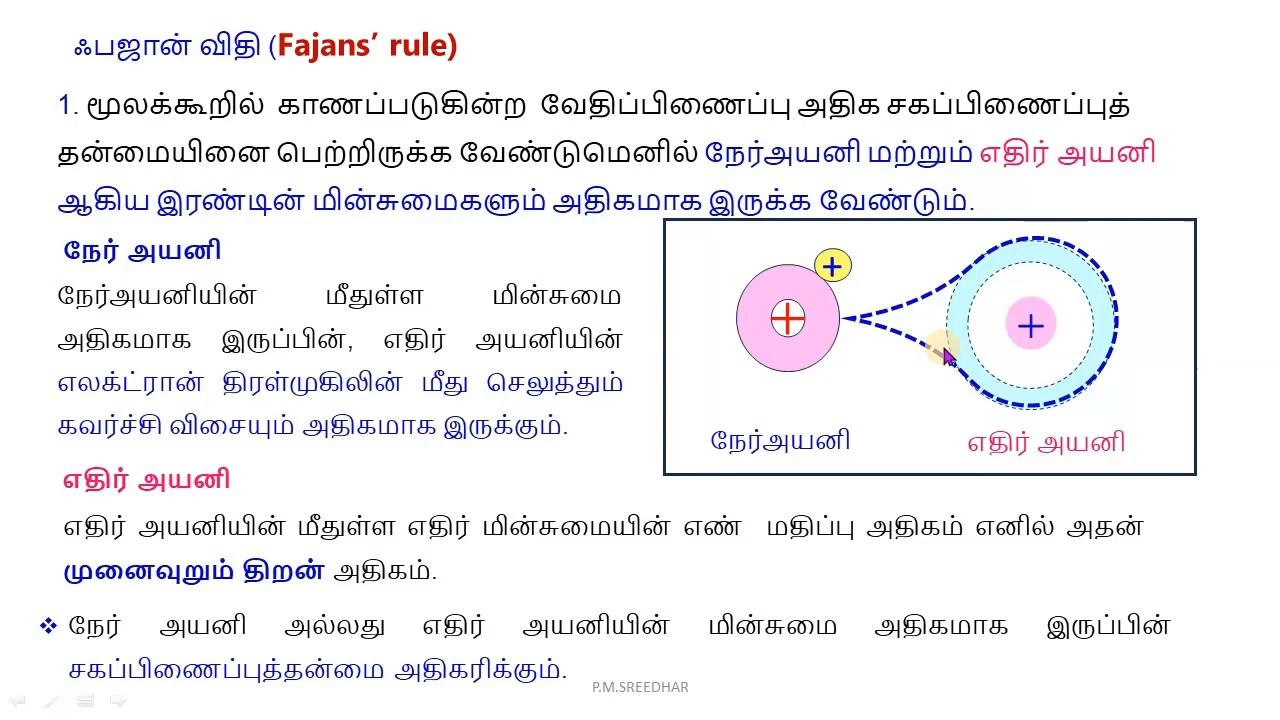 ஃபஜான் விதி (Fajans’ rule)
1. மூலக்கூறில் காணப்படுகின்ற வேதிப்பிணைப்பு அதிக சகப்பிணைப்புத்
தன்மையினை பெற்றிருக்க வேண்டுமெனில் நேர்அயனி மற்றும் எதிர் அயனி
ஆகிய இரண்டின் மின்சுமைகளும் அதிகமாக இருக்க வேண்டும்.
நேர் அயனி
நேர்அயனியின் மீதுள்ள மின்சுமை
அதிகமாக இருப்பின், எதிர் அயனியின்
எலக்ட்ரான் திரள்முகிலின் மீது செலுத்தும்
கவர்ச்சி விசையும் அதிகமாக இருக்கும்.
+
+
+
நேர்அயனி
எதிர் அயனி
எதிர் அயனி
எதிர் அயனியின் மீதுள்ள எதிர் மின்சுமையின் எண் மதிப்பு அதிகம் எனில் அதன்
முனைவுறும் திறன் அதிகம்.
❖ நேர் அயனி அல்லது எதிர் அயனியின் மின்சுமை அதிகமாக இருப்பின்
சகப்பிணைப்புத்தன்மை அதிகரிக்கும்.
P.M.SREEDHAR